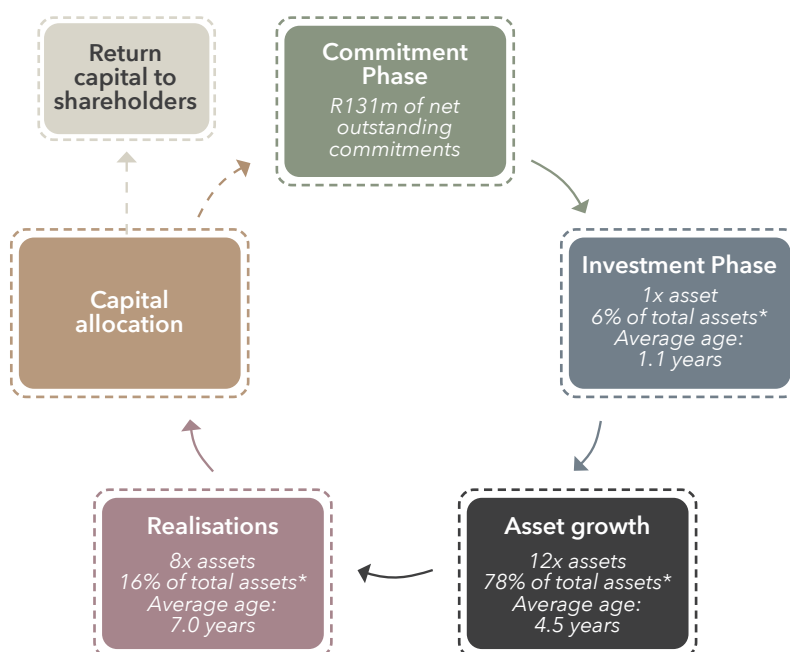 Return
capital to
shareholders
Commitment
Phase
R131m of net
outstanding
commitments
Investment Phase
1x asset
6% of total assets*
Average age:
1.1 years
Capital
allocation
Realisations
8x assets
16% of total assets*
Average age:
7.0 years
Asset growth
12x assets
78% of total assets*
Average age:
4.5 years